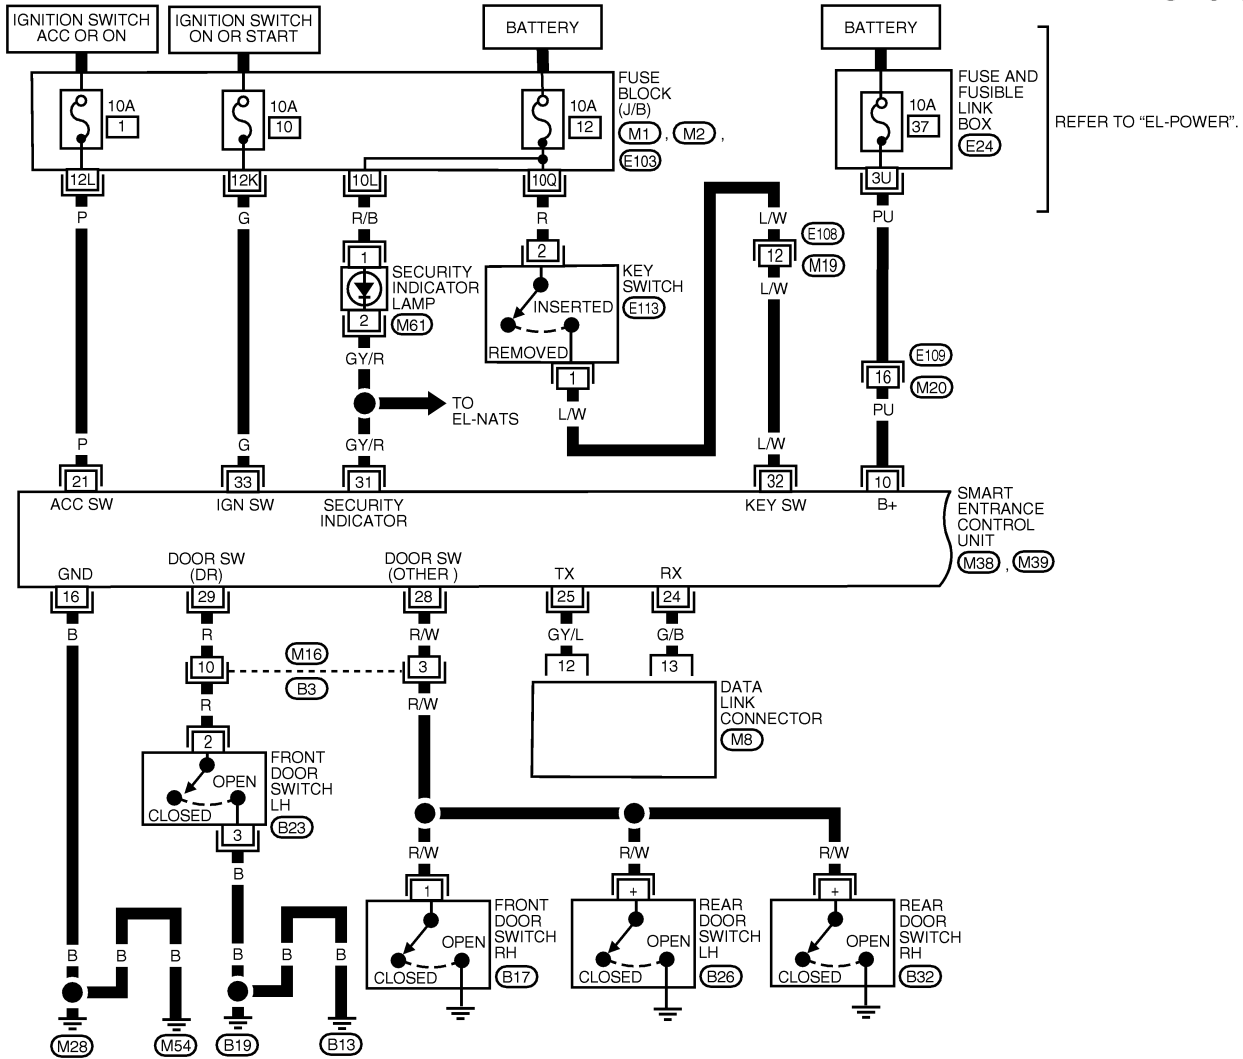 IGNITION SWITCH
ACC OR ON
IGNITION SWITCH
ON OR START
BATTERY
BATTERY
10A
1
10A
10
10A
12
FUSE
BLOCK
(J/B)
M1 , M2 ,
E103
10A
37
FUSE AND
FUSIBLE
LINK
BOX
E24
REFER TO “EL-POWER”.
12L
12K
10L
10Q
3U
P
G
R/B
R
L/W
PU
1
SECURITY
INDICATOR
LAMP
M61
2
GY/R
2
KEY
SWITCH
E113
INSERTED
REMOVED
1
L/W
E108
12
M19
L/W
E109
16
M20
PU
TO
EL-NATS
P
G
GY/R
L/W
21
33
31
32
10
ACC SW
IGN SW
SECURITY
INDICATOR
KEY SW
B+
SMART
ENTRANCE
CONTROL
UNIT
M38 , M39
GND
DOOR SW
(DR)
DOOR SW
(OTHER )
TX
RX
16
29
28
25
24
B
R
R/W
GY/L
G/B
10
M16
B3
3
12
13
R
R/W
DATA
LINK
CONNECTOR
M8
2
FRONT
DOOR
SWITCH
LH
B23
OPEN
CLOSED
3
B
R/W
R/W
R/W
1
+
+
FRONT
DOOR
SWITCH
RH
B17
OPEN
CLOSED
REAR
DOOR
SWITCH
LH
B26
OPEN
CLOSED
REAR
DOOR
SWITCH
RH
B32
OPEN
CLOSED
B
B
B
B
B
B
M28
M54
B19
B13